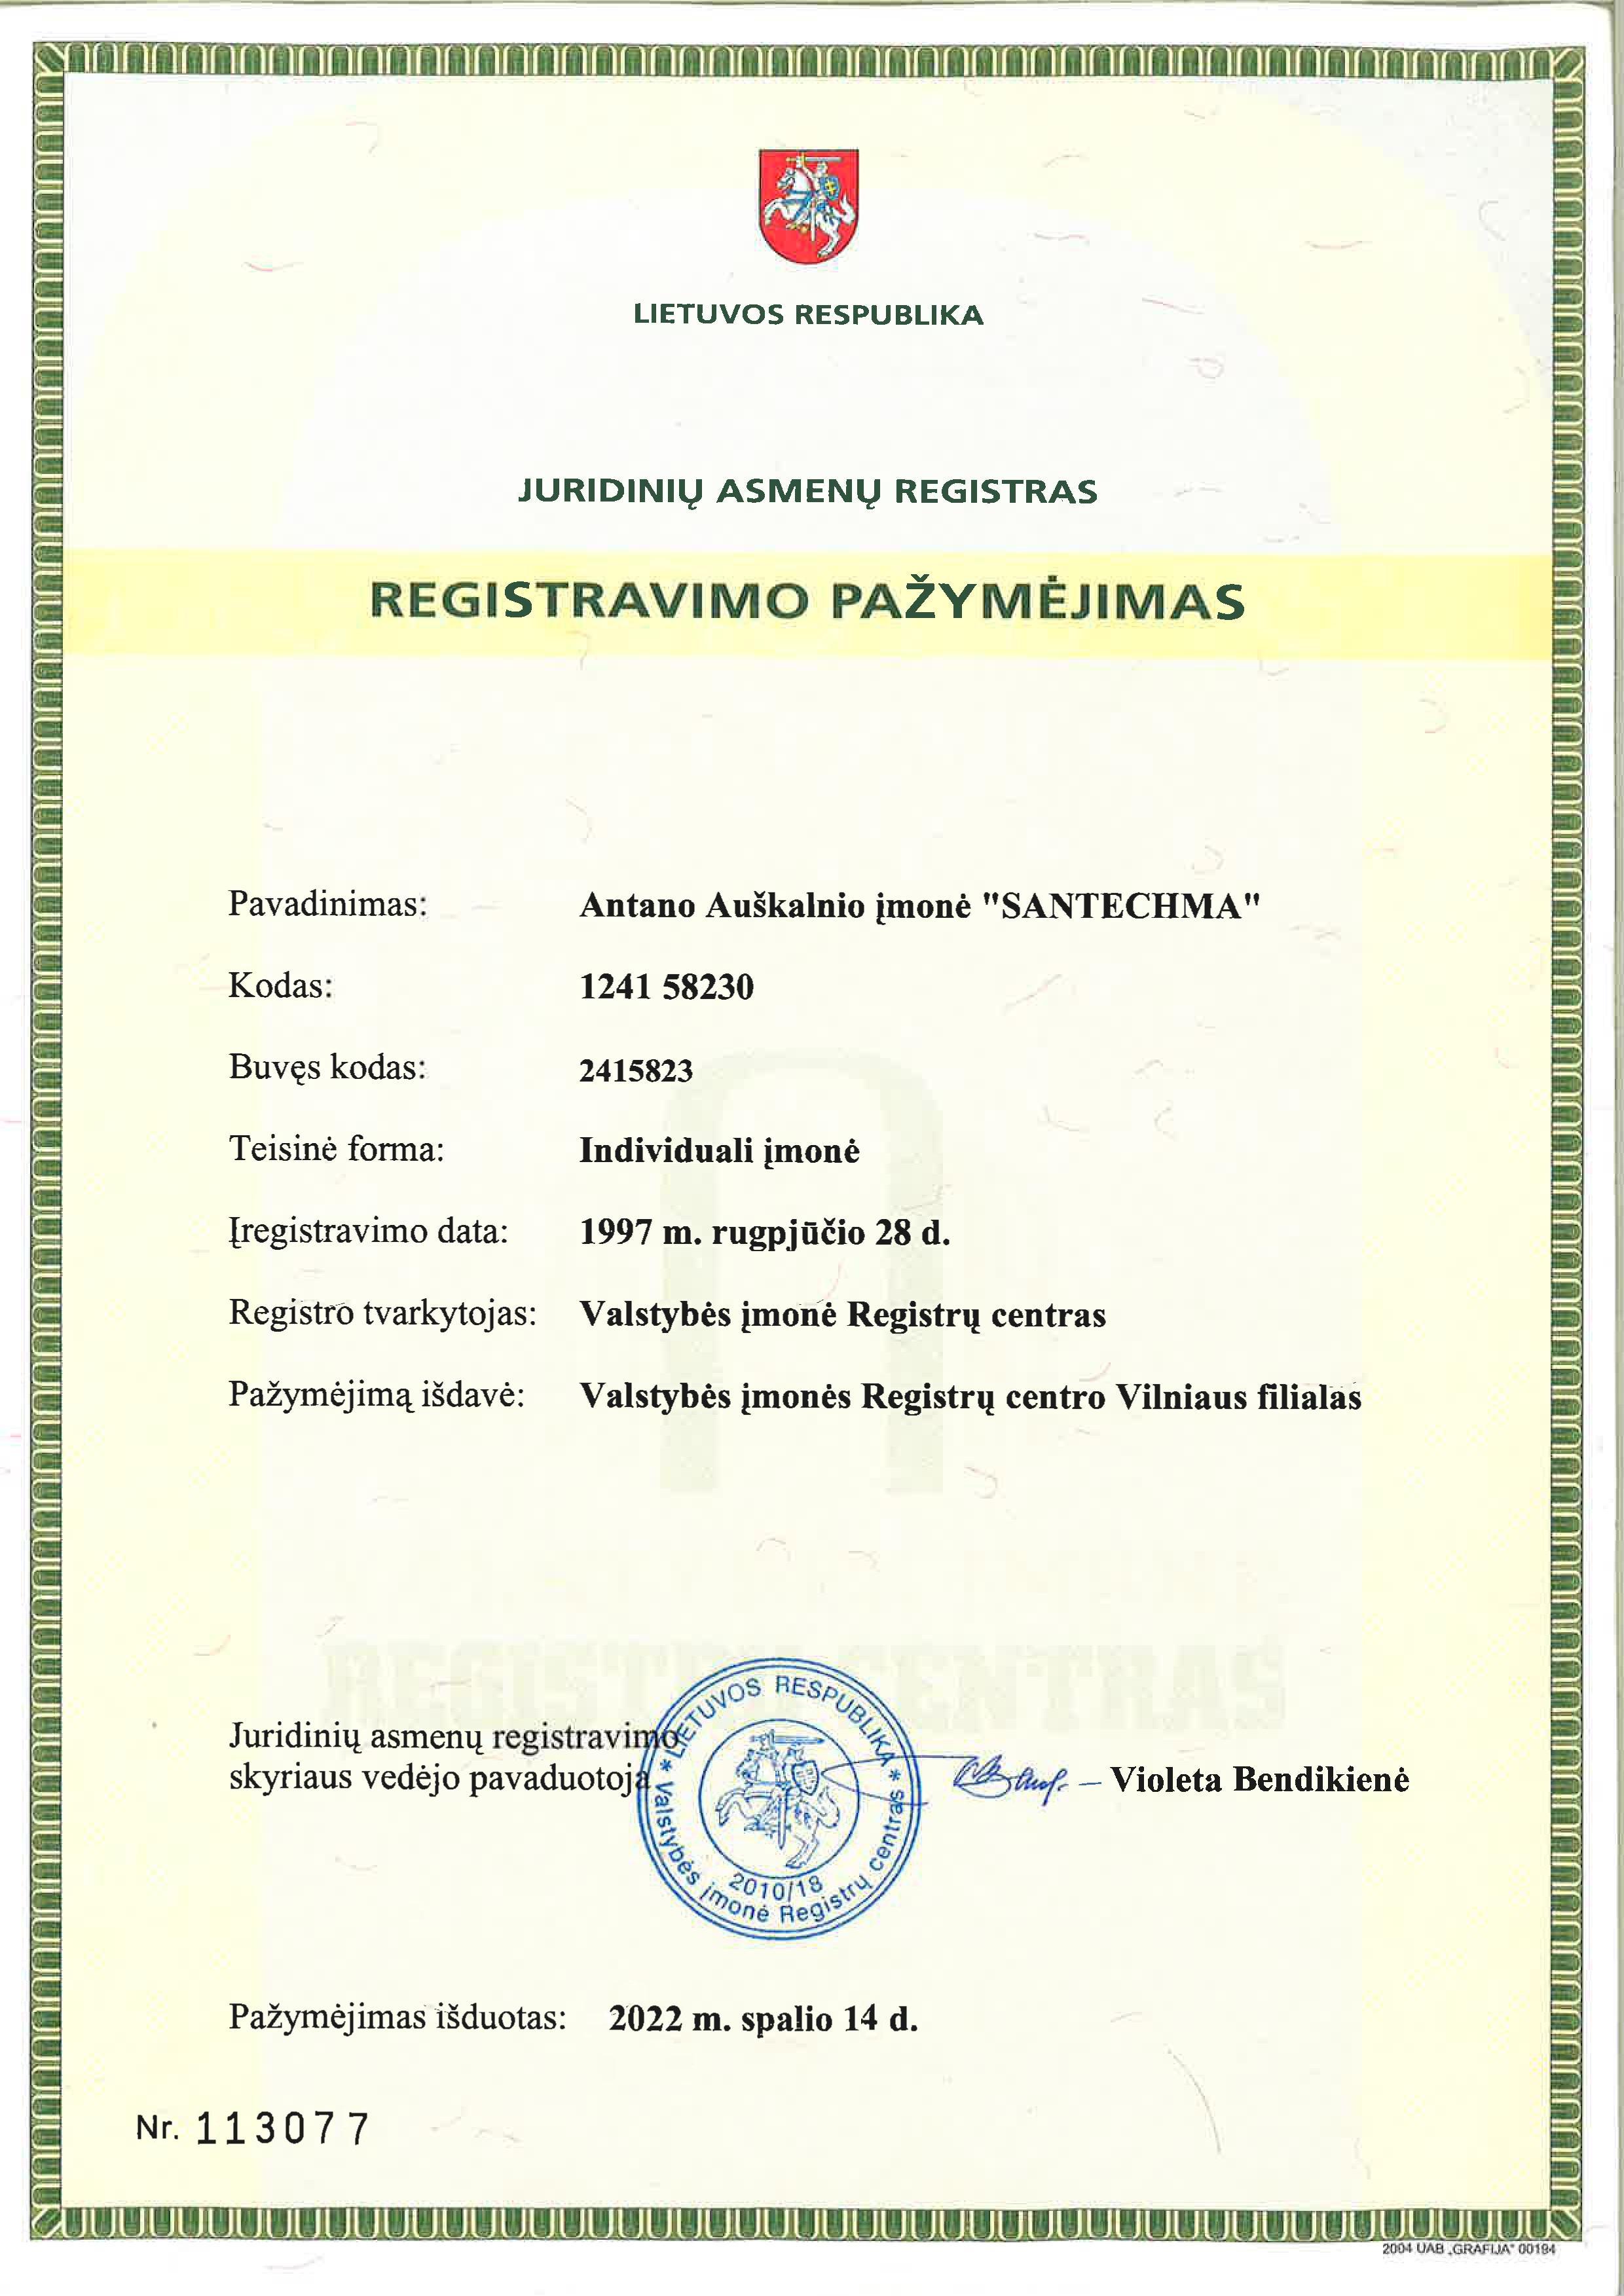 LIETUVOS RESPUBLIKA
JURIDINIŲ ASMENŲ REGISTRAS
REGISTRAVIMO PAŽYMĖJIMAS
Pavadinimas: Antano Auškalnio įmonė "SANTECHMA"
Kodas: 1241 58230
Buvęs kodas: 2415823
Teisinė forma: Individuali įmonė
Įregistravimo data: 1997 m. rugpjūčio 28 d.
Registro tvarkytojas: Valstybės įmonė Registrų centras
Pažymėjimą išdavė: Valstybės įmonės Registrų centro Vilniaus filialas
REGISTRŲ CENTRAS
Juridinių asmenų registravimo
skyriaus vedėjo pavaduotoja – Violeta Bendikienė
* LIETUVOS RESPUBLIKA *
Valstybės įmonė Registrų centras
2010/18
Pažymėjimas išduotas: 2022 m. spalio 14 d.
Nr. 113077
2004 UAB „GRAFIJA" 00194